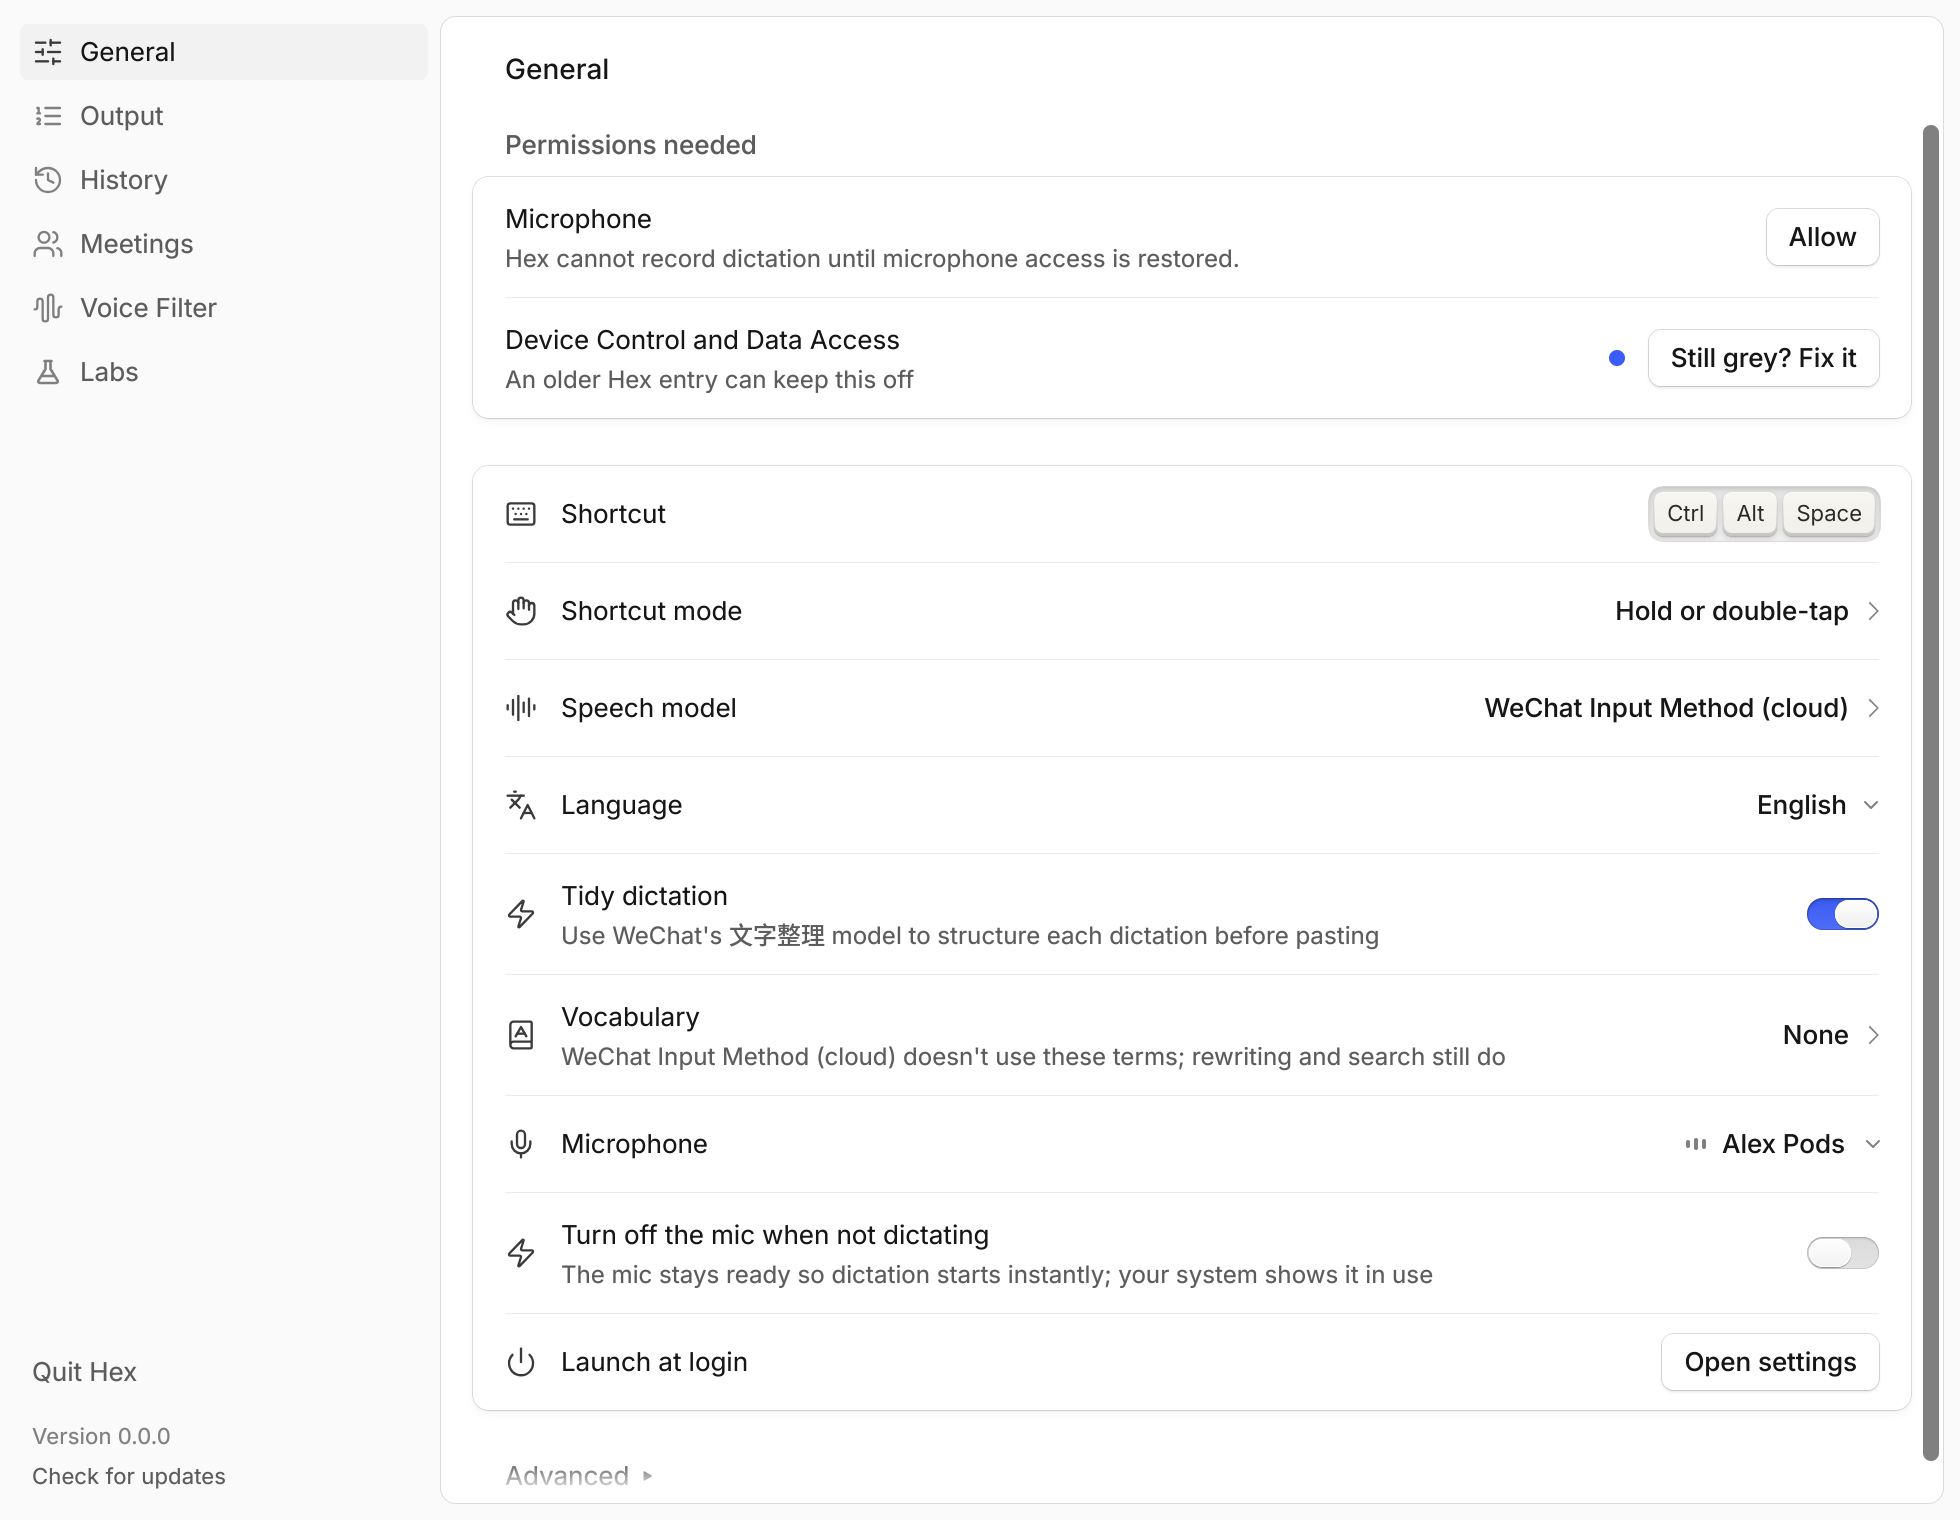 General
Output
History
Meetings
Voice Filter
Labs
Quit Hex
Version 0.0.0
Check for updates
General
Permissions needed
Microphone
Hex cannot record dictation until microphone access is restored.
Allow
Device Control and Data Access
An older Hex entry can keep this off
Still grey? Fix it
Shortcut
Ctrl Alt Space
Shortcut mode
Hold or double-tap
Speech model
WeChat Input Method (cloud)
Language
English
Tidy dictation
Use WeChat's 文字整理 model to structure each dictation before pasting
Vocabulary
WeChat Input Method (cloud) doesn't use these terms; rewriting and search still do
None
Microphone
Alex Pods
Turn off the mic when not dictating
The mic stays ready so dictation starts instantly; your system shows it in use
Launch at login
Open settings
Advanced